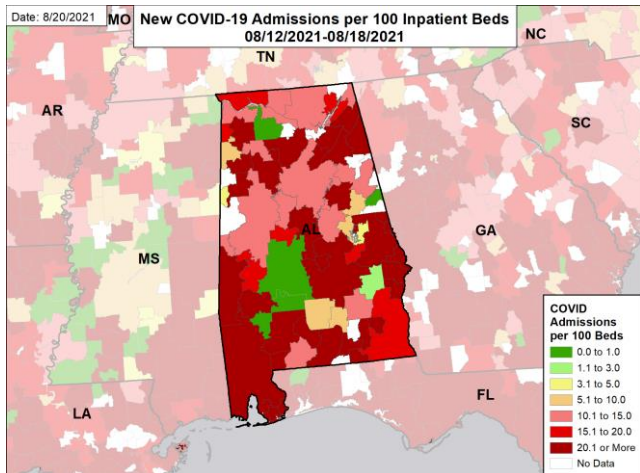 Date: 8/20/2021
New COVID-19 Admissions per 100 Inpatient Beds
08/12/2021-08/18/2021
MO
TN
NC
AR
SC
MS
AL
GA
LA
FL
COVID
Admissions
per 100 Beds
0.0 to 1.0
1.1 to 3.0
3.1 to 5.0
5.1 to 10.0
10.1 to 15.0
15.1 to 20.0
20.1 or More
No Data